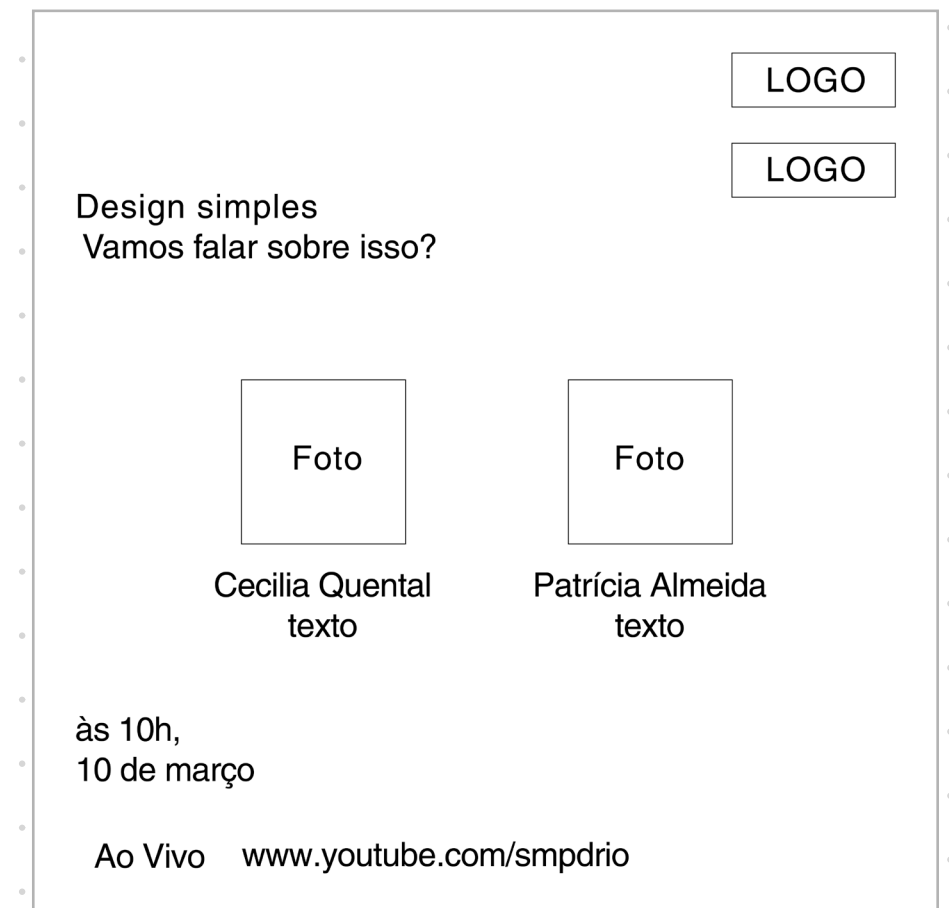 LOGO
LOGO
Design simples
Vamos falar sobre isso?
Foto
Foto
Cecilia Quental
texto
Patrícia Almeida
texto
às 10h,
10 de março
Ao Vivo www.youtube.com/smpdrio